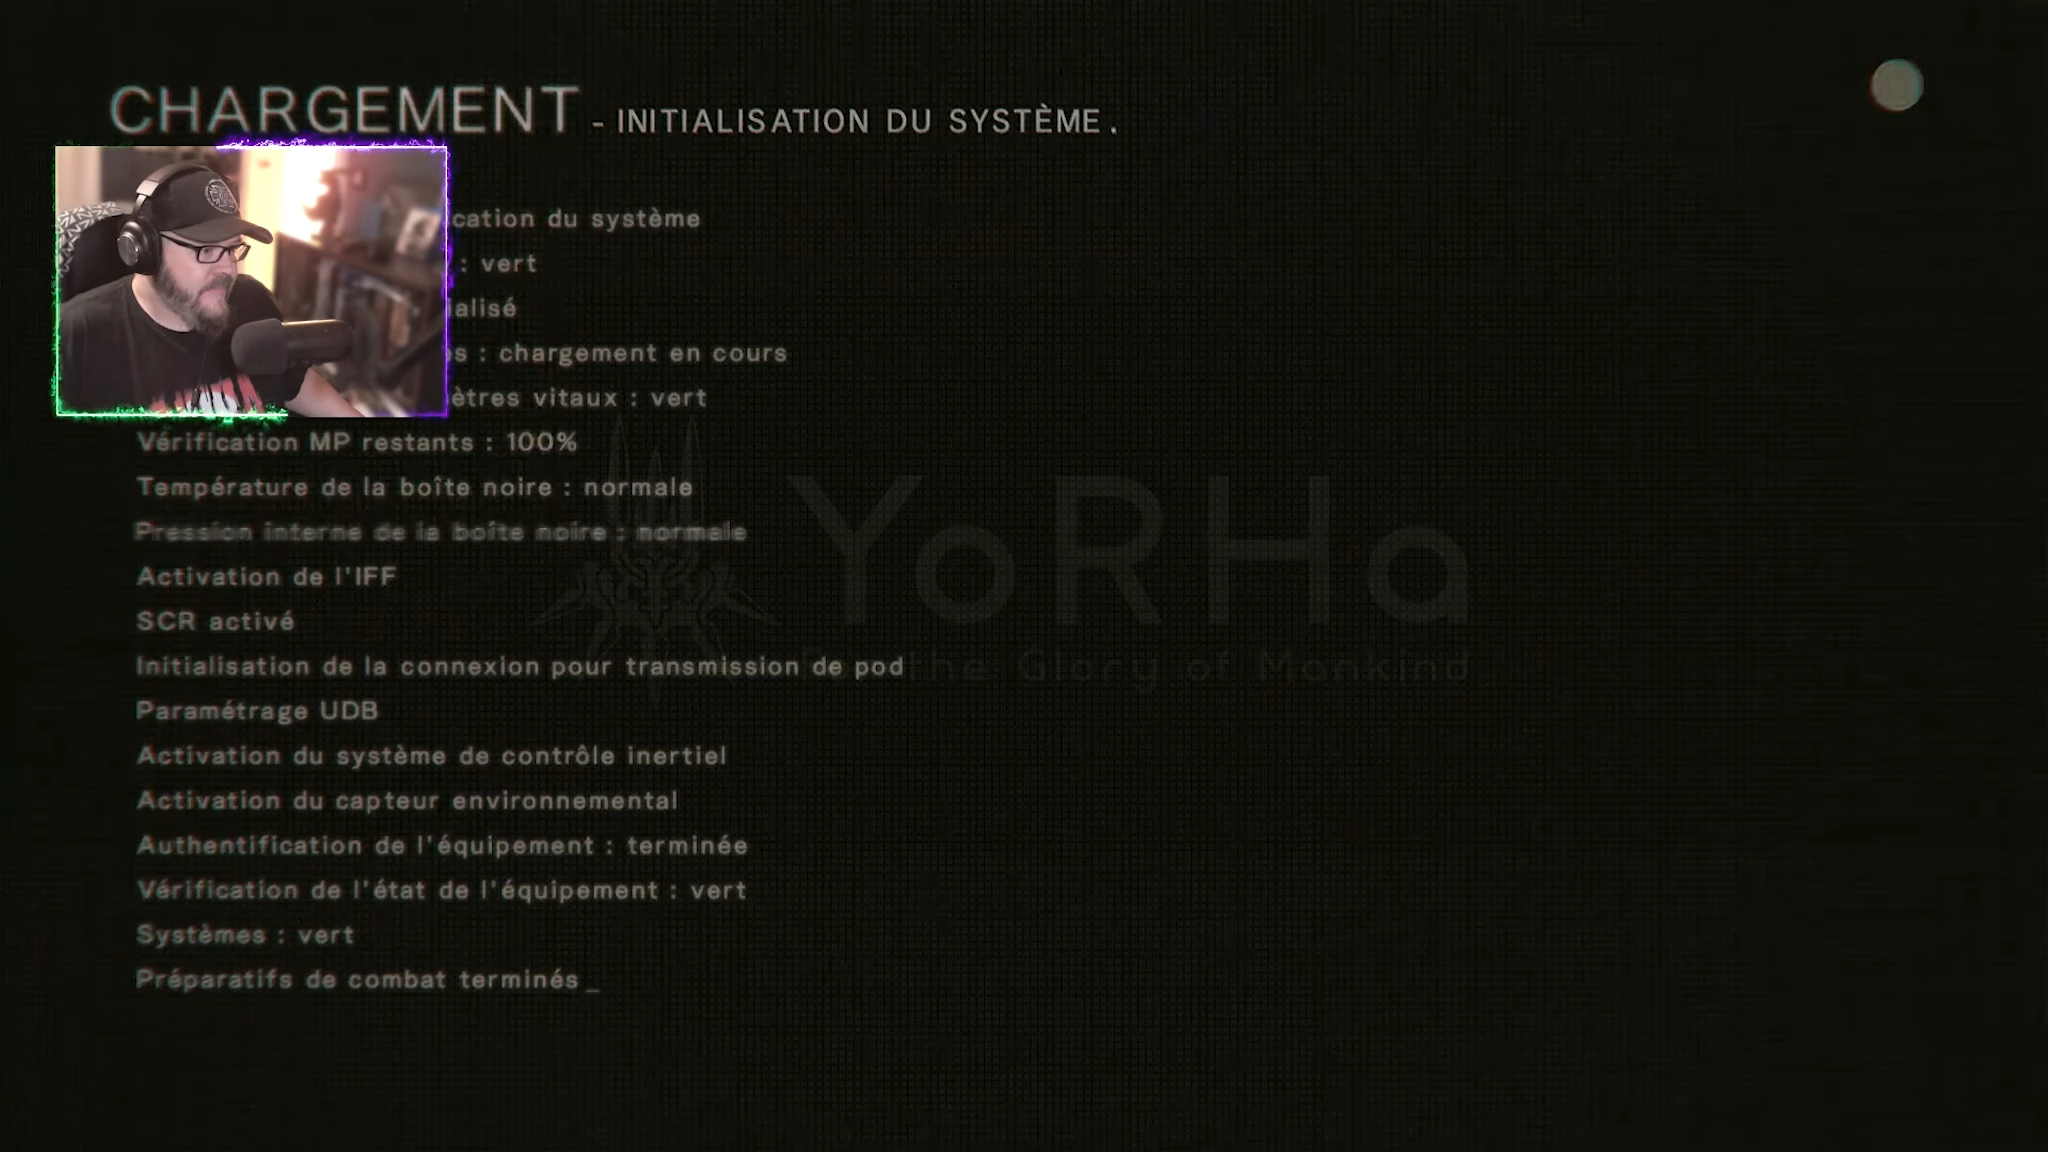 CHARGEMENT - INITIALISATION DU SYSTÈME.
cation du système
: vert
ialisé
es : chargement en cours
ètres vitaux : vert
Vérification MP restants : 100%
Température de la boîte noire : normale
Pression interne de la boîte noire : normale
Activation de l'IFF
SCR activé
YoRHa
Initialisation de la connexion pour transmission de pod
the Glory of Mankind
Paramétrage UDB
Activation du système de contrôle inertiel
Activation du capteur environnemental
Authentification de l'équipement : terminée
Vérification de l'état de l'équipement : vert
Systèmes : vert
Préparatifs de combat terminés_